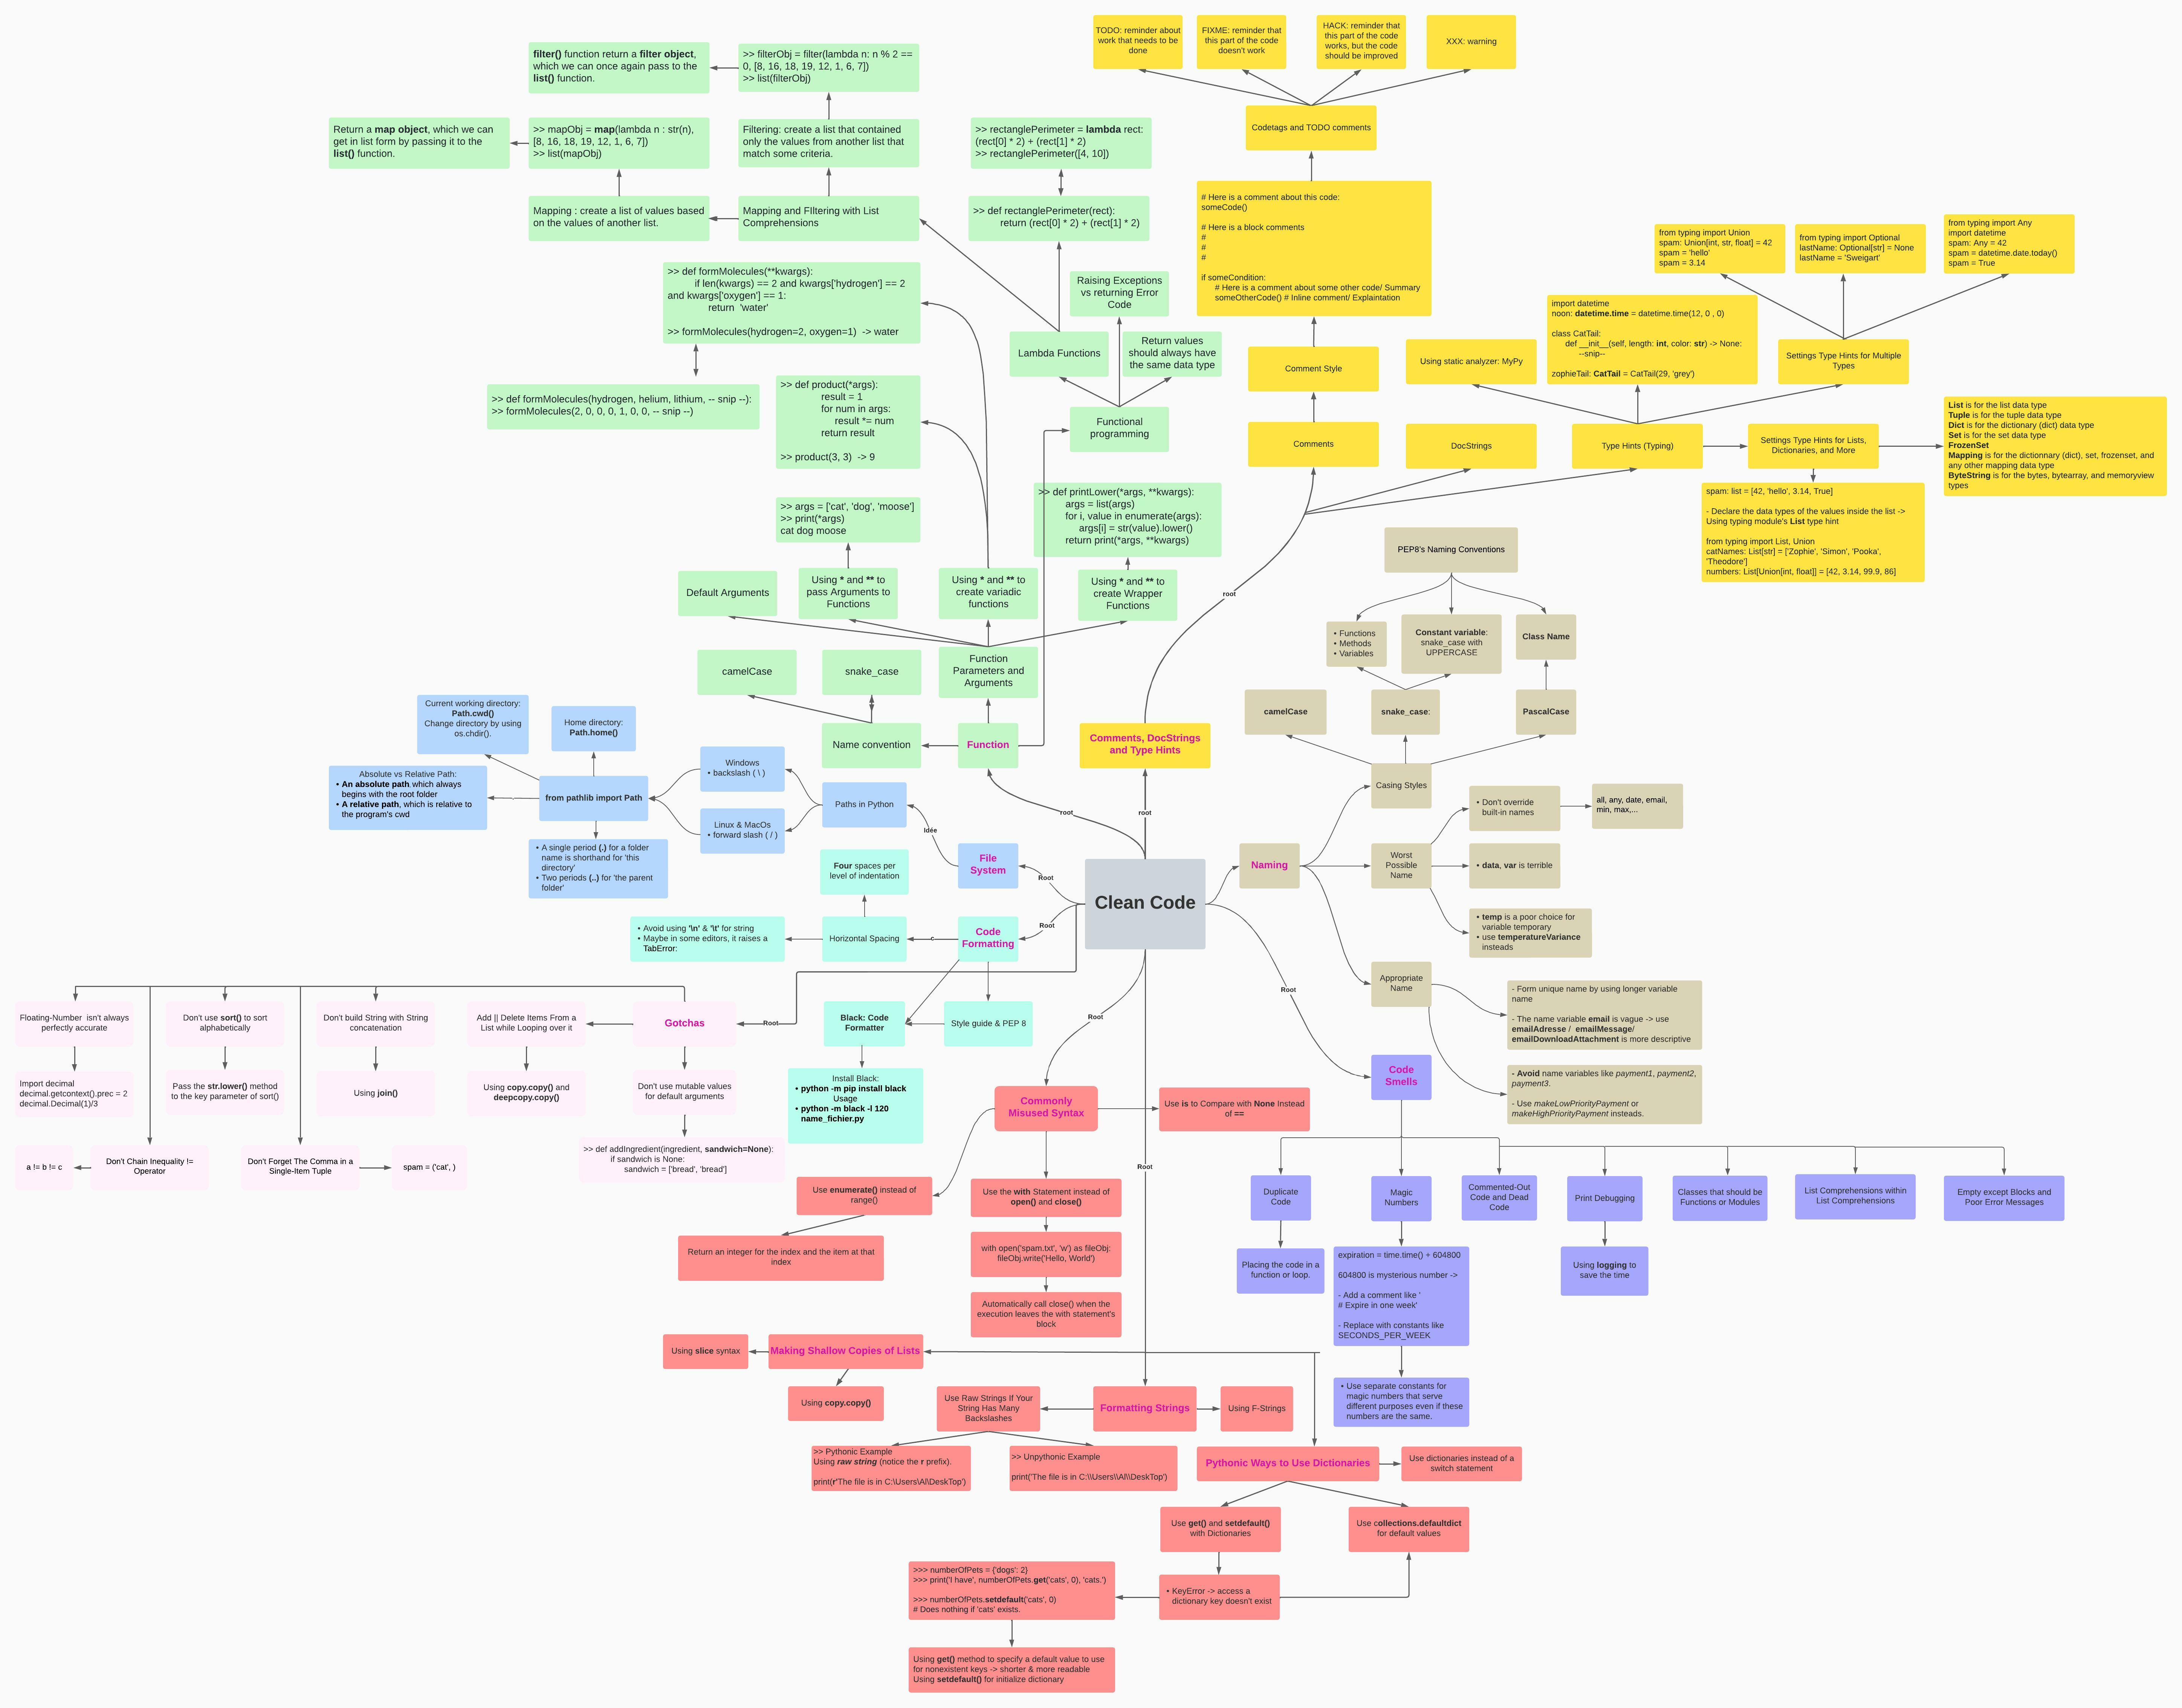 TODO: reminder about
work that needs to be
done
FIXME: reminder that
this part of the code
doesn't work
HACK: reminder that
this part of the code
works, but the code
should be improved
XXX: warning
Codetags and TODO comments
filter() function return a filter object,
which we can once again pass to the
list() function.
>> filterObj = filter(lambda n: n % 2 ==
0, [8, 16, 18, 19, 12, 1, 6, 7])
>> list(filterObj)
Return a map object, which we can
get in list form by passing it to the
list() function.
>> mapObj = map(lambda n : str(n),
[8, 16, 18, 19, 12, 1, 6, 7])
>> list(mapObj)
Filtering: create a list that contained
only the values from another list that
match some criteria.
>> rectanglePerimeter = lambda rect:
(rect[0] * 2) + (rect[1] * 2)
>> rectanglePerimeter([4, 10])
Mapping : create a list of values based
on the values of another list.
Mapping and FIltering with List
Comprehensions
>> def rectanglePerimeter(rect):
return (rect[0] * 2) + (rect[1] * 2)
# Here is a comment about this code:
someCode()
# Here is a block comments
#
#
#
if someCondition:
# Here is a comment about some other code/ Summary
someOtherCode() # Inline comment/ Explaintation
from typing import Union
spam: Union[int, str, float] = 42
spam = 'hello'
spam = 3.14
from typing import Optional
lastName: Optional[str] = None
lastName = 'Sweigart'
from typing import Any
import datetime
spam: Any = 42
spam = datetime.date.today()
spam = True
>> def formMolecules(**kwargs):
if len(kwargs) == 2 and kwargs['hydrogen'] == 2
and kwargs['oxygen'] == 1:
return 'water'
>> formMolecules(hydrogen=2, oxygen=1) -> water
Raising Exceptions
vs returning Error
Code
Lambda Functions
Return values
should always have
the same data type
Comment Style
Using static analyzer: MyPy
import datetime
noon: datetime.time = datetime.time(12, 0 , 0)
class CatTail:
def __init__(self, length: int, color: str) -> None:
--snip--
zophieTail: CatTail = CatTail(29, 'grey')
Settings Type Hints for Multiple
Types
>> def formMolecules(hydrogen, helium, lithium, -- snip --):
>> formMolecules(2, 0, 0, 0, 1, 0, 0, -- snip --)
>> def product(*args):
result = 1
for num in args:
result *= num
return result
>> product(3, 3) -> 9
Functional
programming
Comments
DocStrings
Type Hints (Typing)
Settings Type Hints for Lists,
Dictionaries, and More
List is for the list data type
Tuple is for the tuple data type
Dict is for the dictionary (dict) data type
Set is for the set data type
FrozenSet
Mapping is for the dictionnary (dict), set, frozenset, and
any other mapping data type
ByteString is for the bytes, bytearray, and memoryview
types
spam: list = [42, 'hello', 3.14, True]
- Declare the data types of the values inside the list ->
Using typing module's List type hint
from typing import List, Union
catNames: List[str] = ['Zophie', 'Simon', 'Pooka',
'Theodore']
numbers: List[Union[int, float]] = [42, 3.14, 99.9, 86]
>> args = ['cat', 'dog', 'moose']
>> print(*args)
cat dog moose
>> def printLower(*args, **kwargs):
args = list(args)
for i, value in enumerate(args):
args[i] = str(value).lower()
return print(*args, **kwargs)
Default Arguments
Using * and ** to
pass Arguments to
Functions
Using * and ** to
create variadic
functions
Using * and ** to
create Wrapper
Functions
root
PEP8's Naming Conventions
• Functions
• Methods
• Variables
Constant variable:
snake_case with
UPPERCASE
Class Name
camelCase
snake_case:
PascalCase
camelCase
snake_case
Function
Parameters and
Arguments
Name convention
Function
Comments, DocStrings
and Type Hints
Casing Styles
Current working directory:
Path.cwd()
Change directory by using
os.chdir().
Home directory:
Path.home()
Absolute vs Relative Path:
• An absolute path, which always
begins with the root folder
• A relative path, which is relative to
the program's cwd
from pathlib import Path
Windows
• backslash ( \ )
Linux & MacOs
• forward slash ( / )
Paths in Python
• A single period (.) for a folder
name is shorthand for 'this
directory'
• Two periods (..) for 'the parent
folder'
Idée
root
root
File
System
Root
Clean Code
Naming
Worst
Possible
Name
• Don't override
built-in names
all, any, date, email,
min, max,...
• data, var is terrible
• temp is a poor choice for
variable temporary
• use temperatureVariance
insteads
Four spaces per
level of indentation
• Avoid using '\n' & '\t' for string
• Maybe in some editors, it raises a
TabError:
Horizontal Spacing
c
Code
Formatting
Root
Appropriate
Name
- Form unique name by using longer variable
name
- The name variable email is vague -> use
emailAdresse / emailMessage/
emailDownloadAttachment is more descriptive
- Avoid name variables like payment1, payment2,
payment3.
- Use makeLowPriorityPayment or
makeHighPriorityPayment insteads.
Floating-Number isn't always
perfectly accurate
Don't use sort() to sort
alphabetically
Don't build String with String
concatenation
Add || Delete Items From a
List while Looping over it
Gotchas
Root
Black: Code
Formatter
Style guide & PEP 8
Root
Root
Import decimal
decimal.getcontext().prec = 2
decimal.Decimal(1)/3
Pass the str.lower() method
to the key parameter of sort()
Using join()
Using copy.copy() and
deepcopy.copy()
Don't use mutable values
for default arguments
Install Black:
• python -m pip install black
Usage
• python -m black -l 120
name_fichier.py
a != b != c
Don't Chain Inequality !=
Operator
Don't Forget The Comma in a
Single-Item Tuple
spam = ('cat', )
>> def addIngredient(ingredient, sandwich=None):
if sandwich is None:
sandwich = ['bread', 'bread']
Commonly
Misused Syntax
Use is to Compare with None Instead
of ==
Root
Code
Smells
Use enumerate() instead of
range()
Return an integer for the index and the item at that
index
Use the with Statement instead of
open() and close()
with open('spam.txt', 'w') as fileObj:
fileObj.write('Hello, World')
Automatically call close() when the
execution leaves the with statement's
block
Duplicate
Code
Magic
Numbers
Commented-Out
Code and Dead
Code
Print Debugging
Classes that should be
Functions or Modules
List Comprehensions within
List Comprehensions
Empty except Blocks and
Poor Error Messages
Placing the code in a
function or loop.
expiration = time.time() + 604800
604800 is mysterious number ->
- Add a comment like '
# Expire in one week'
- Replace with constants like
SECONDS_PER_WEEK
Using logging to
save the time
• Use separate constants for
magic numbers that serve
different purposes even if these
numbers are the same.
Using slice syntax
Making Shallow Copies of Lists
Using copy.copy()
Use Raw Strings If Your
String Has Many
Backslashes
Formatting Strings
Using F-Strings
>> Pythonic Example
Using raw string (notice the r prefix).
print(r'The file is in C:\Users\Al\DeskTop')
>> Unpythonic Example
print('The file is in C:\\Users\\Al\\DeskTop')
Pythonic Ways to Use Dictionaries
Use dictionaries instead of a
switch statement
Use get() and setdefault()
with Dictionaries
Use collections.defaultdict
for default values
>>> numberOfPets = {'dogs': 2}
>>> print('I have', numberOfPets.get('cats', 0), 'cats.')
>>> numberOfPets.setdefault('cats', 0)
# Does nothing if 'cats' exists.
• KeyError -> access a
dictionary key doesn't exist
Using get() method to specify a default value to use
for nonexistent keys -> shorter & more readable
Using setdefault() for initialize dictionary